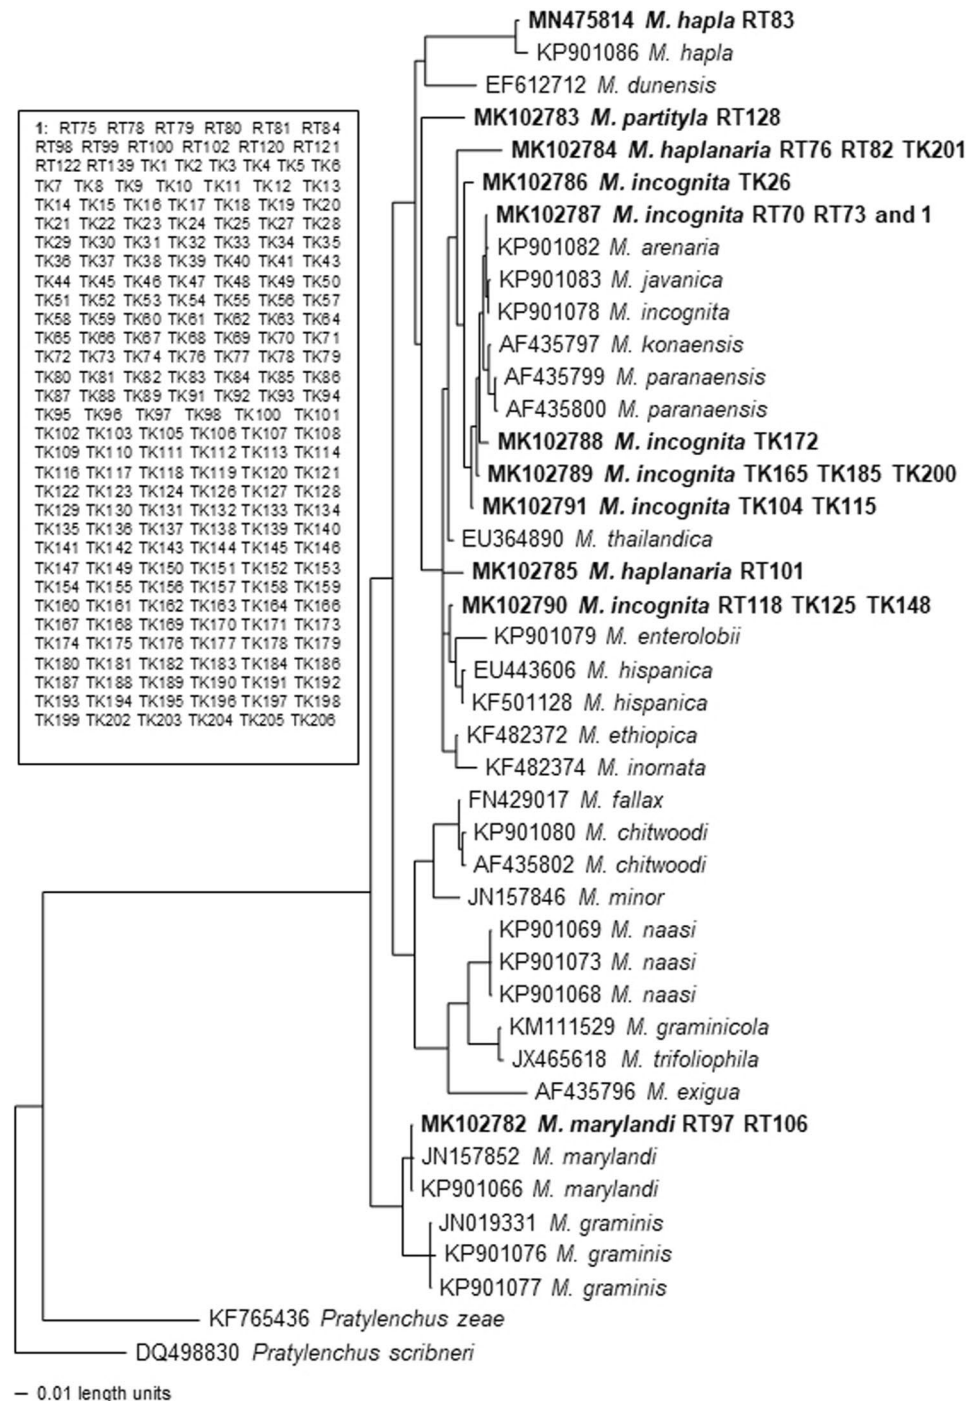 1: RT75 RT78 RT79 RT80 RT81 RT84
RT98 RT99 RT100 RT102 RT120 RT121
RT122 RT139 TK1 TK2 TK3 TK4 TK5 TK6
TK7 TK8 TK9 TK10 TK11 TK12 TK13
TK14 TK15 TK16 TK17 TK18 TK19 TK20
TK21 TK22 TK23 TK24 TK25 TK27 TK28
TK29 TK30 TK31 TK32 TK33 TK34 TK35
TK36 TK37 TK38 TK39 TK40 TK41 TK43
TK44 TK45 TK46 TK47 TK48 TK49 TK50
TK51 TK52 TK53 TK54 TK55 TK56 TK57
TK58 TK59 TK60 TK61 TK62 TK63 TK64
TK65 TK66 TK67 TK68 TK69 TK70 TK71
TK72 TK73 TK74 TK76 TK77 TK78 TK79
TK80 TK81 TK82 TK83 TK84 TK85 TK86
TK87 TK88 TK89 TK91 TK92 TK93 TK94
TK95 TK96 TK97 TK98 TK100 TK101
TK102 TK103 TK105 TK106 TK107 TK108
TK109 TK110 TK111 TK112 TK113 TK114
TK116 TK117 TK118 TK119 TK120 TK121
TK122 TK123 TK124 TK126 TK127 TK128
TK129 TK130 TK131 TK132 TK133 TK134
TK135 TK136 TK137 TK138 TK139 TK140
TK141 TK142 TK143 TK144 TK145 TK146
TK147 TK149 TK150 TK151 TK152 TK153
TK154 TK155 TK156 TK157 TK158 TK159
TK160 TK161 TK162 TK163 TK164 TK166
TK167 TK168 TK169 TK170 TK171 TK173
TK174 TK175 TK176 TK177 TK178 TK179
TK180 TK181 TK182 TK183 TK184 TK186
TK187 TK188 TK189 TK190 TK191 TK192
TK193 TK194 TK195 TK196 TK197 TK198
TK199 TK202 TK203 TK204 TK205 TK206
MN475814 M. hapla RT83
KP901086 M. hapla
EF612712 M. dunensis
MK102783 M. partityla RT128
MK102784 M. haplanaria RT76 RT82 TK201
MK102786 M. incognita TK26
MK102787 M. incognita RT70 RT73 and 1
KP901082 M. arenaria
KP901083 M. javanica
KP901078 M. incognita
AF435797 M. konaensis
AF435799 M. paranaensis
AF435800 M. paranaensis
MK102788 M. incognita TK172
MK102789 M. incognita TK165 TK185 TK200
MK102791 M. incognita TK104 TK115
EU364890 M. thailandica
MK102785 M. haplanaria RT101
MK102790 M. incognita RT118 TK125 TK148
KP901079 M. enterolobii
EU443606 M. hispanica
KF501128 M. hispanica
KF482372 M. ethiopica
KF482374 M. inornata
FN429017 M. fallax
KP901080 M. chitwoodi
AF435802 M. chitwoodi
JN157846 M. minor
KP901069 M. naasi
KP901073 M. naasi
KP901068 M. naasi
KM111529 M. graminicola
JX465618 M. trifoliophila
AF435796 M. exigua
MK102782 M. marylandi RT97 RT106
JN157852 M. marylandi
KP901066 M. marylandi
JN019331 M. graminis
KP901076 M. graminis
KP901077 M. graminis
KF765436 Pratylenchus zeae
DQ498830 Pratylenchus scribneri
0.01 length units